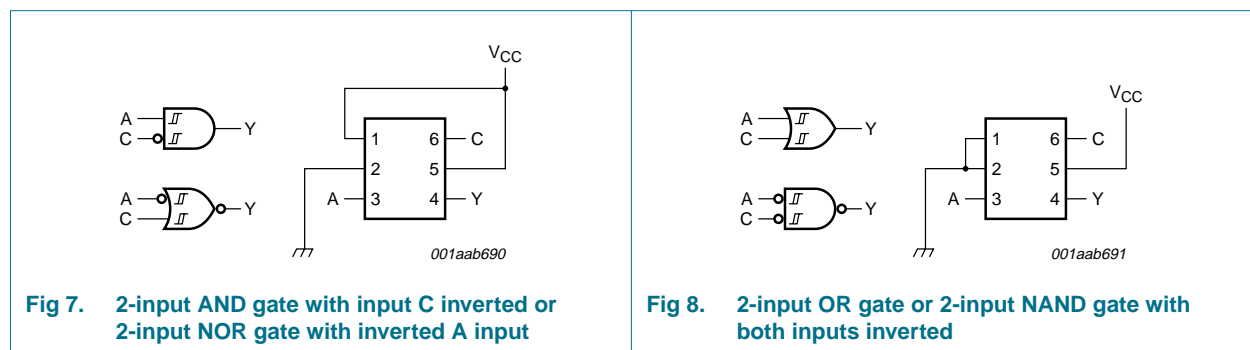 VCC
A
C
Y
A
C
Y
1 6 C
2 5
A 3 4 Y
001aab690
Fig 7. 2-input AND gate with input C inverted or
2-input NOR gate with inverted A input
VCC
A
C
Y
A
C
Y
1 6 C
2 5
A 3 4 Y
001aab691
Fig 8. 2-input OR gate or 2-input NAND gate with
both inputs inverted